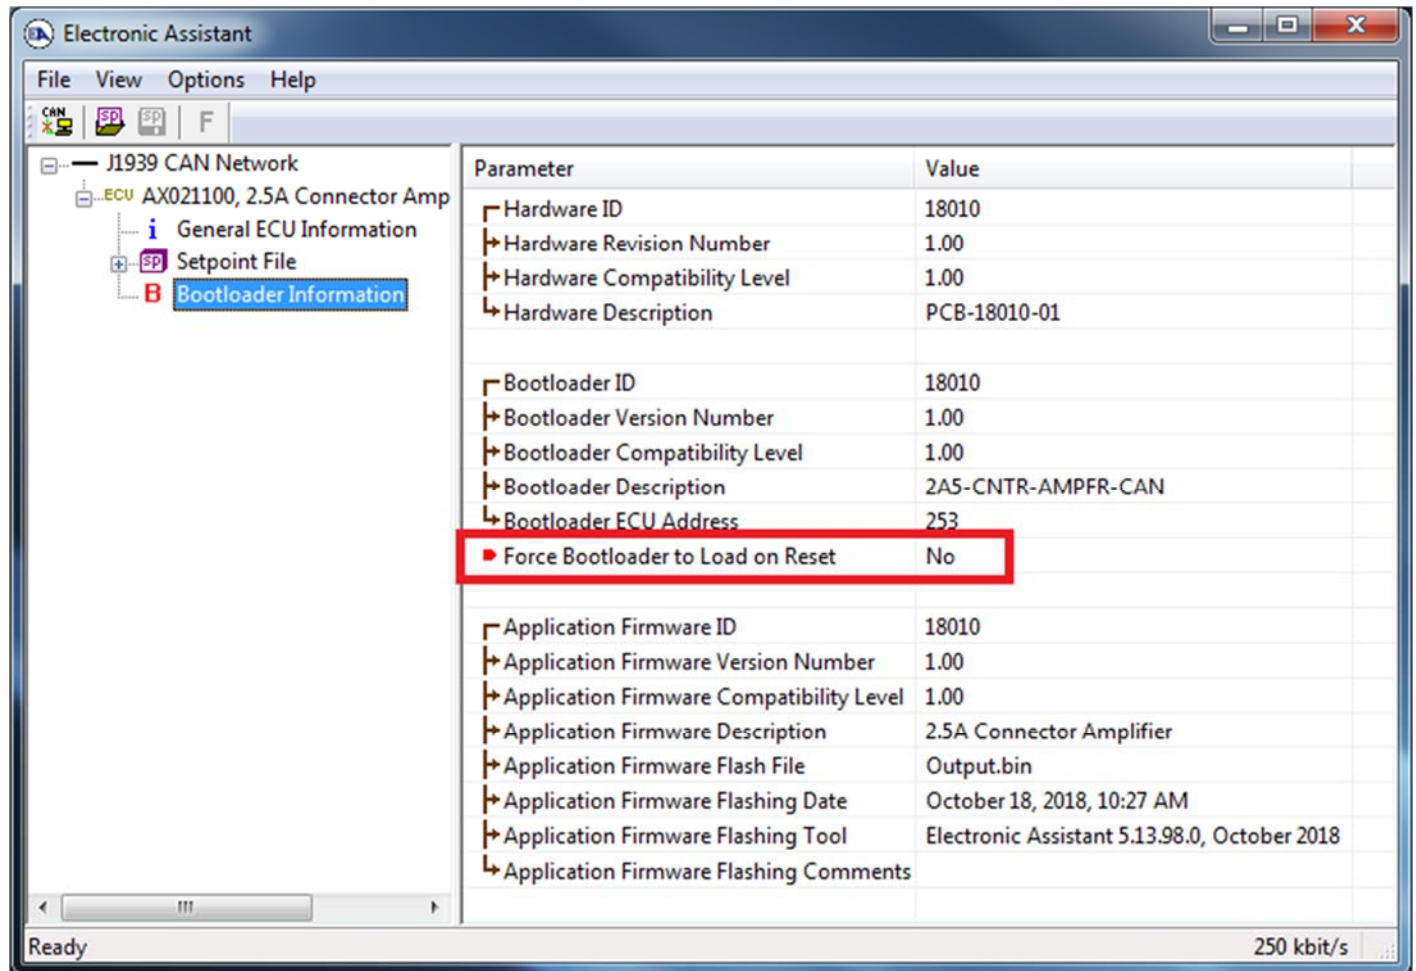 Electronic Assistant
File View Options Help
CAN SP SP F
J1939 CAN Network
ECU AX021100, 2.5A Connector Amp
i General ECU Information
SP Setpoint File
B Bootloader Information
Parameter Value
Hardware ID 18010
Hardware Revision Number 1.00
Hardware Compatibility Level 1.00
Hardware Description PCB-18010-01
Bootloader ID 18010
Bootloader Version Number 1.00
Bootloader Compatibility Level 1.00
Bootloader Description 2A5-CNTR-AMPFR-CAN
Bootloader ECU Address 253
Force Bootloader to Load on Reset No
Application Firmware ID 18010
Application Firmware Version Number 1.00
Application Firmware Compatibility Level 1.00
Application Firmware Description 2.5A Connector Amplifier
Application Firmware Flash File Output.bin
Application Firmware Flashing Date October 18, 2018, 10:27 AM
Application Firmware Flashing Tool Electronic Assistant 5.13.98.0, October 2018
Application Firmware Flashing Comments
Ready 250 kbit/s